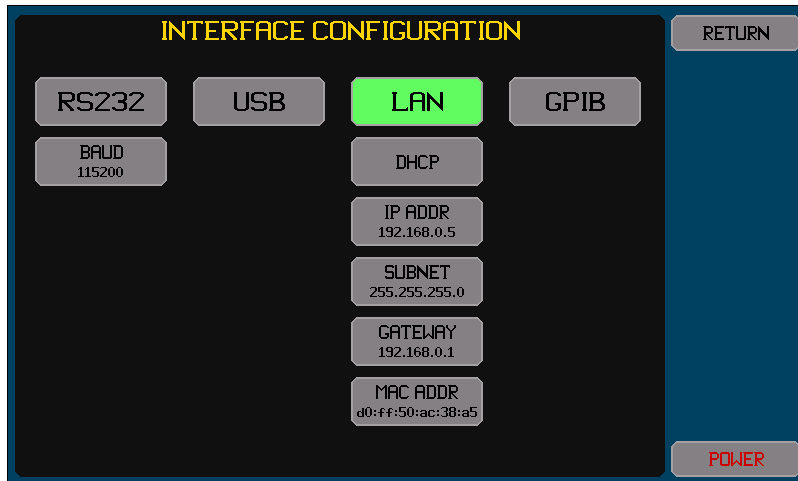 INTERFACE CONFIGURATION
RETURN
RS232
USB
LAN
GPIB
BAUD
115200
DHCP
IP ADDR
192.168.0.5
SUBNET
255.255.255.0
GATEWAY
192.168.0.1
MAC ADDR
d0:ff:50:ac:38:a5
POWER